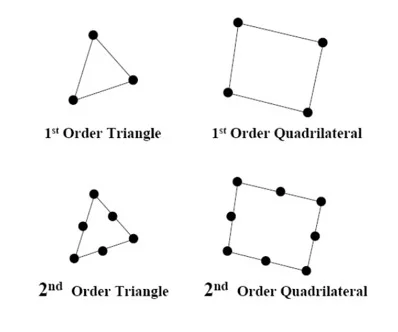 1st Order Triangle
1st Order Quadrilateral
2nd Order Triangle
2nd Order Quadrilateral